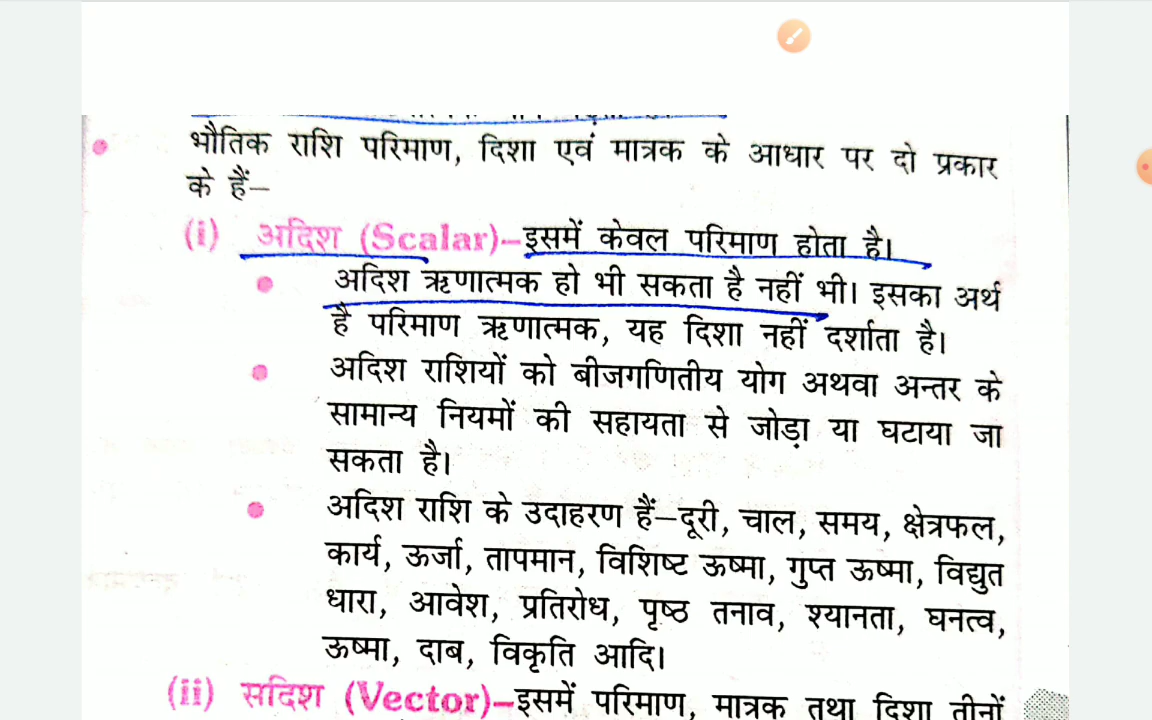 भौतिक राशि परिमाण, दिशा एवं मात्रक के आधार पर दो प्रकार
के हैं–
(i) अदिश (Scalar)–इसमें केवल परिमाण होता है।
अदिश ऋणात्मक हो भी सकता है नहीं भी। इसका अर्थ
है परिमाण ऋणात्मक, यह दिशा नहीं दर्शाता है।
अदिश राशियों को बीजगणितीय योग अथवा अन्तर के
सामान्य नियमों की सहायता से जोड़ा या घटाया जा
सकता है।
अदिश राशि के उदाहरण हैं–दूरी, चाल, समय, क्षेत्रफल,
कार्य, ऊर्जा, तापमान, विशिष्ट ऊष्मा, गुप्त ऊष्मा, विद्युत
धारा, आवेश, प्रतिरोध, पृष्ठ तनाव, श्यानता, घनत्व,
ऊष्मा, दाब, विकृति आदि।
(ii) सदिश (Vector)–इसमें परिमाण, मात्रक तथा दिशा तीनों